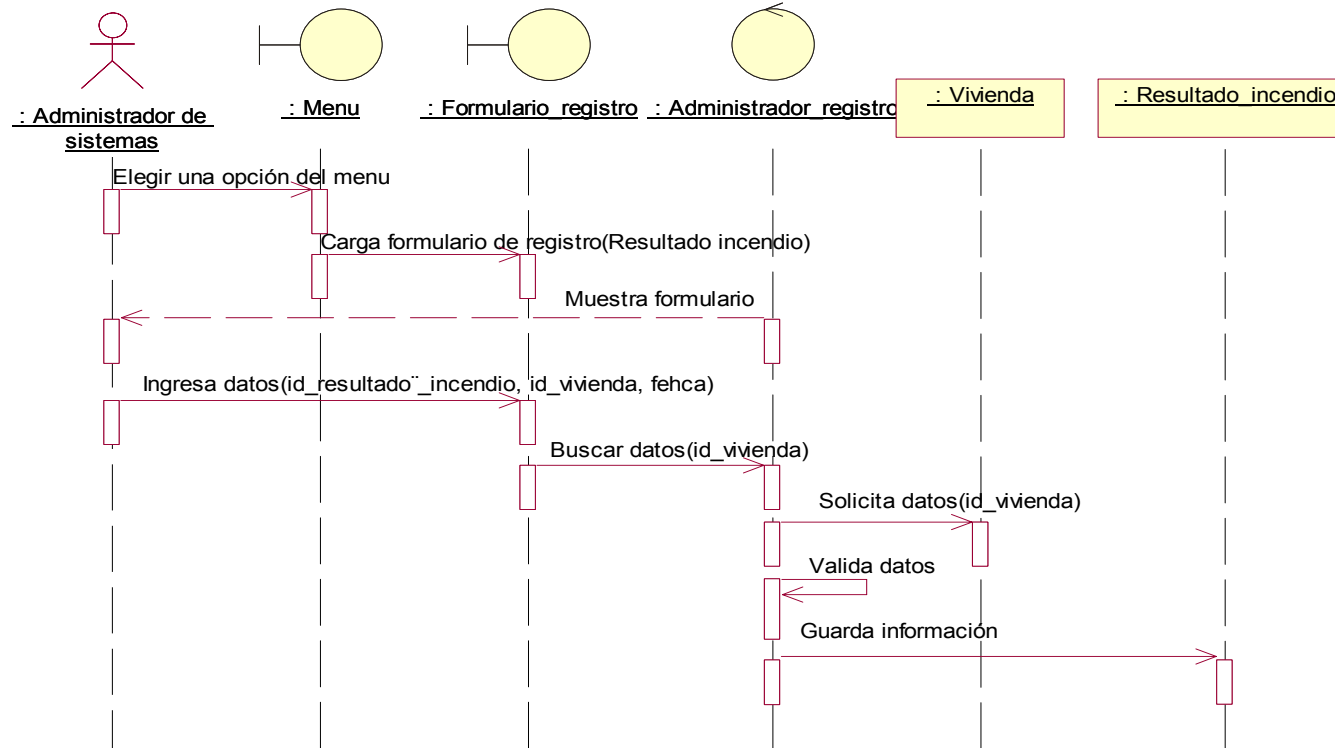 : Administrador de
sistemas
: Menu
: Formulario_registro
: Administrador_registro
: Vivienda
: Resultado_incendio
Elegir una opción del menu
Carga formulario de registro(Resultado incendio)
Muestra formulario
Ingresa datos(id_resultado¨_incendio, id_vivienda, fehca)
Buscar datos(id_vivienda)
Solicita datos(id_vivienda)
Valida datos
Guarda información